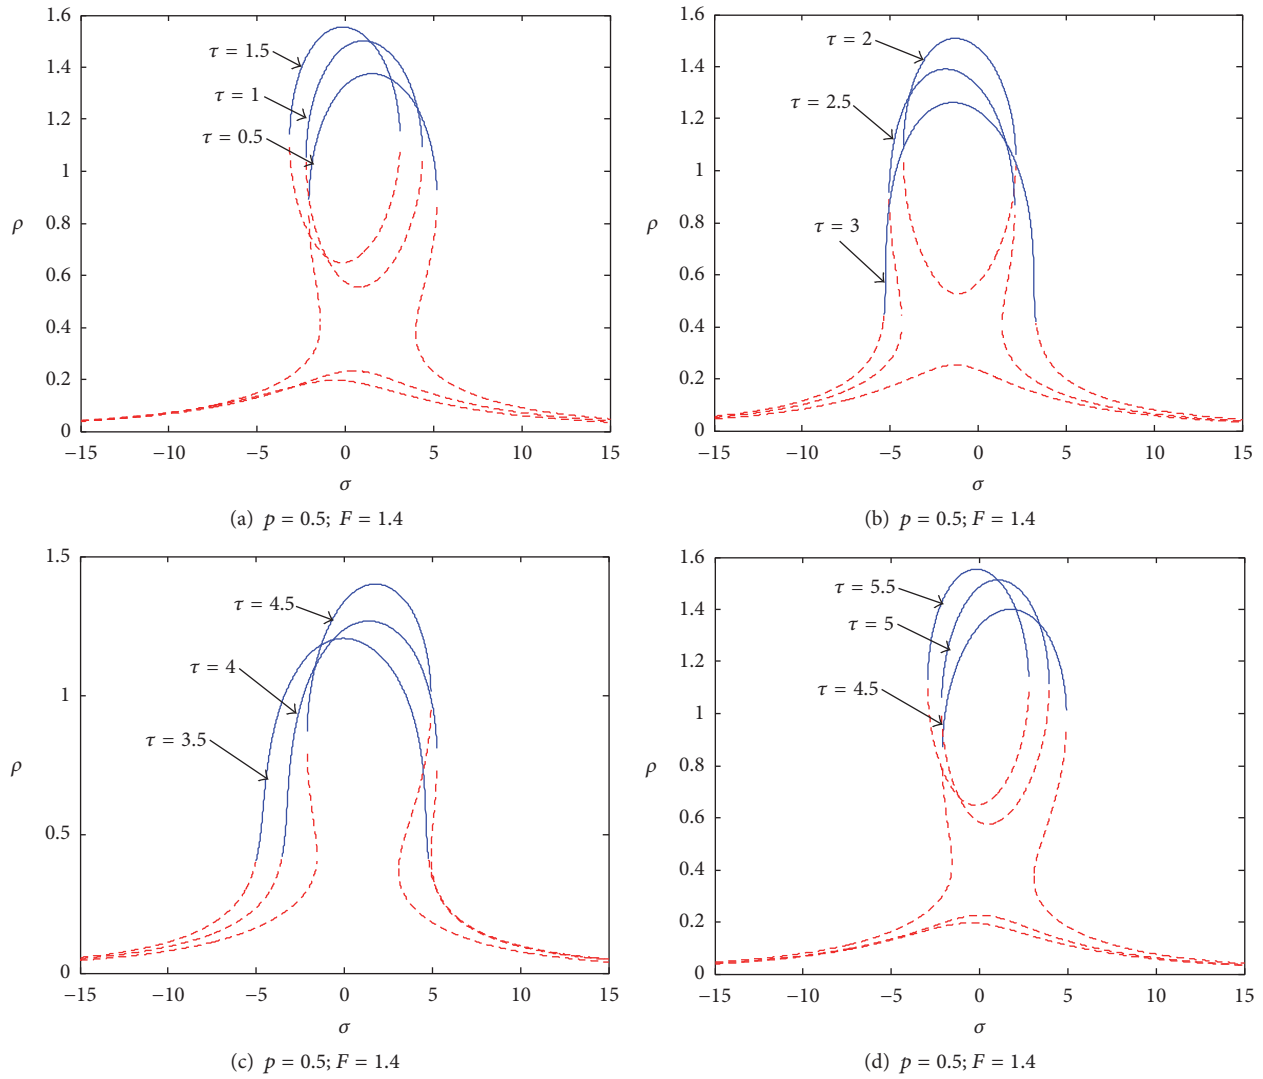 1.6
1.4
1.2
1
0.8
0.6
0.4
0.2
0
ρ
τ = 1.5
τ = 1
τ = 0.5
−15 −10 −5 0 5 10 15
σ
(a) p = 0.5; F = 1.4
1.6
1.4
1.2
1
0.8
0.6
0.4
0.2
0
ρ
τ = 2
τ = 2.5
τ = 3
−15 −10 −5 0 5 10 15
σ
(b) p = 0.5; F = 1.4
1.5
1
0.5
0
ρ
τ = 4.5
τ = 4
τ = 3.5
−15 −10 −5 0 5 10 15
σ
(c) p = 0.5; F = 1.4
1.6
1.4
1.2
1
0.8
0.6
0.4
0.2
0
ρ
τ = 5.5
τ = 5
τ = 4.5
−15 −10 −5 0 5 10 15
σ
(d) p = 0.5; F = 1.4